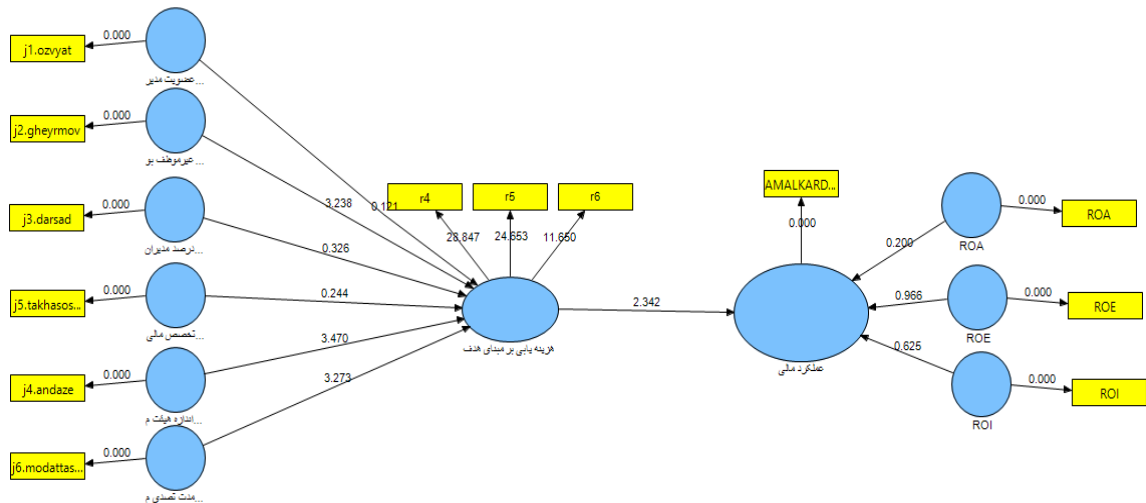 j1.ozvyat
0.000
عضویت مدیر...
0.121
j2.gheyrmov
0.000
غیرموظف بو...
3.238
j3.darsad
0.000
درصد مدیران...
0.326
j5.takhasos...
0.000
تخصص مالی...
0.244
j4.andaze
0.000
اندازه هیئت م...
3.470
j6.modattas...
0.000
مدت تصدی م...
3.273
r4
r5
r6
28.847
24.653
11.650
هزینه یابی بر مبنای هدف
2.342
AMALKARD...
0.000
عملکرد مالی
0.200
ROA
0.000
ROA
0.966
ROE
0.000
ROE
0.625
ROI
0.000
ROI